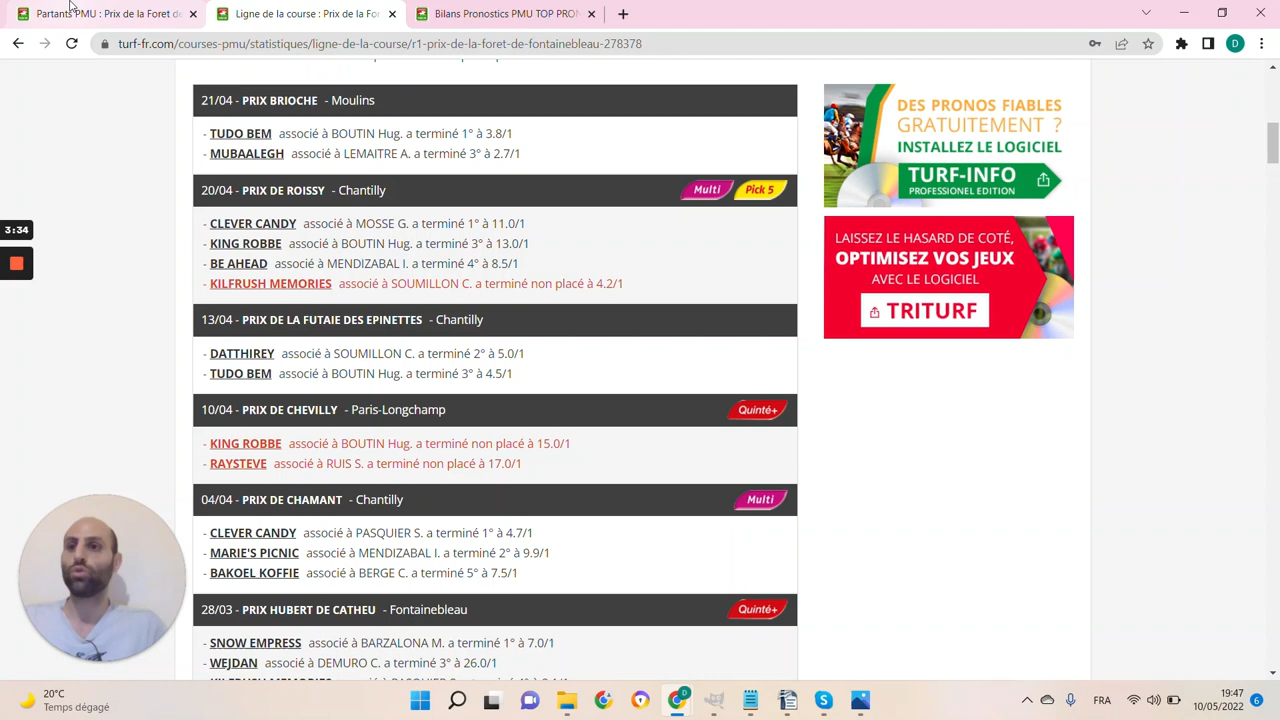 Partants PMU : Prix de la Foret de
Ligne de la course : Prix de la Fo
Bilans Pronostics PMU TOP PRON
turf-fr.com/courses-pmu/statistiques/ligne-de-la-course/r1-prix-de-la-foret-de-fontainebleau-278378
D
21/04 - PRIX BRIOCHE - Moulins
- TUDO BEM associé à BOUTIN Hug. a terminé 1° à 3.8/1
- MUBAALEGH associé à LEMAITRE A. a terminé 3° à 2.7/1
20/04 - PRIX DE ROISSY - Chantilly
Multi Pick 5
- CLEVER CANDY associé à MOSSE G. a terminé 1° à 11.0/1
- KING ROBBE associé à BOUTIN Hug. a terminé 3° à 13.0/1
- BE AHEAD associé à MENDIZABAL I. a terminé 4° à 8.5/1
- KILFRUSH MEMORIES associé à SOUMILLON C. a terminé non placé à 4.2/1
13/04 - PRIX DE LA FUTAIE DES EPINETTES - Chantilly
- DATTHIREY associé à SOUMILLON C. a terminé 2° à 5.0/1
- TUDO BEM associé à BOUTIN Hug. a terminé 3° à 4.5/1
10/04 - PRIX DE CHEVILLY - Paris-Longchamp
Quinté+
- KING ROBBE associé à BOUTIN Hug. a terminé non placé à 15.0/1
- RAYSTEVE associé à RUIS S. a terminé non placé à 17.0/1
04/04 - PRIX DE CHAMANT - Chantilly
Multi
- CLEVER CANDY associé à PASQUIER S. a terminé 1° à 4.7/1
- MARIE'S PICNIC associé à MENDIZABAL I. a terminé 2° à 9.9/1
- BAKOEL KOFFIE associé à BERGE C. a terminé 5° à 7.5/1
28/03 - PRIX HUBERT DE CATHEU - Fontainebleau
Quinté+
- SNOW EMPRESS associé à BARZALONA M. a terminé 1° à 7.0/1
- WEJDAN associé à DEMURO C. a terminé 3° à 26.0/1
DES PRONOS FIABLES
GRATUITEMENT ?
INSTALLEZ LE LOGICIEL
TURF-INFO
PROFESSIONEL EDITION
LAISSEZ LE HASARD DE COTÉ,
OPTIMISEZ VOS JEUX
AVEC LE LOGICIEL
TRITURF
3:34
20°C
Temps dégagé
D
FRA
19:47
10/05/2022
6